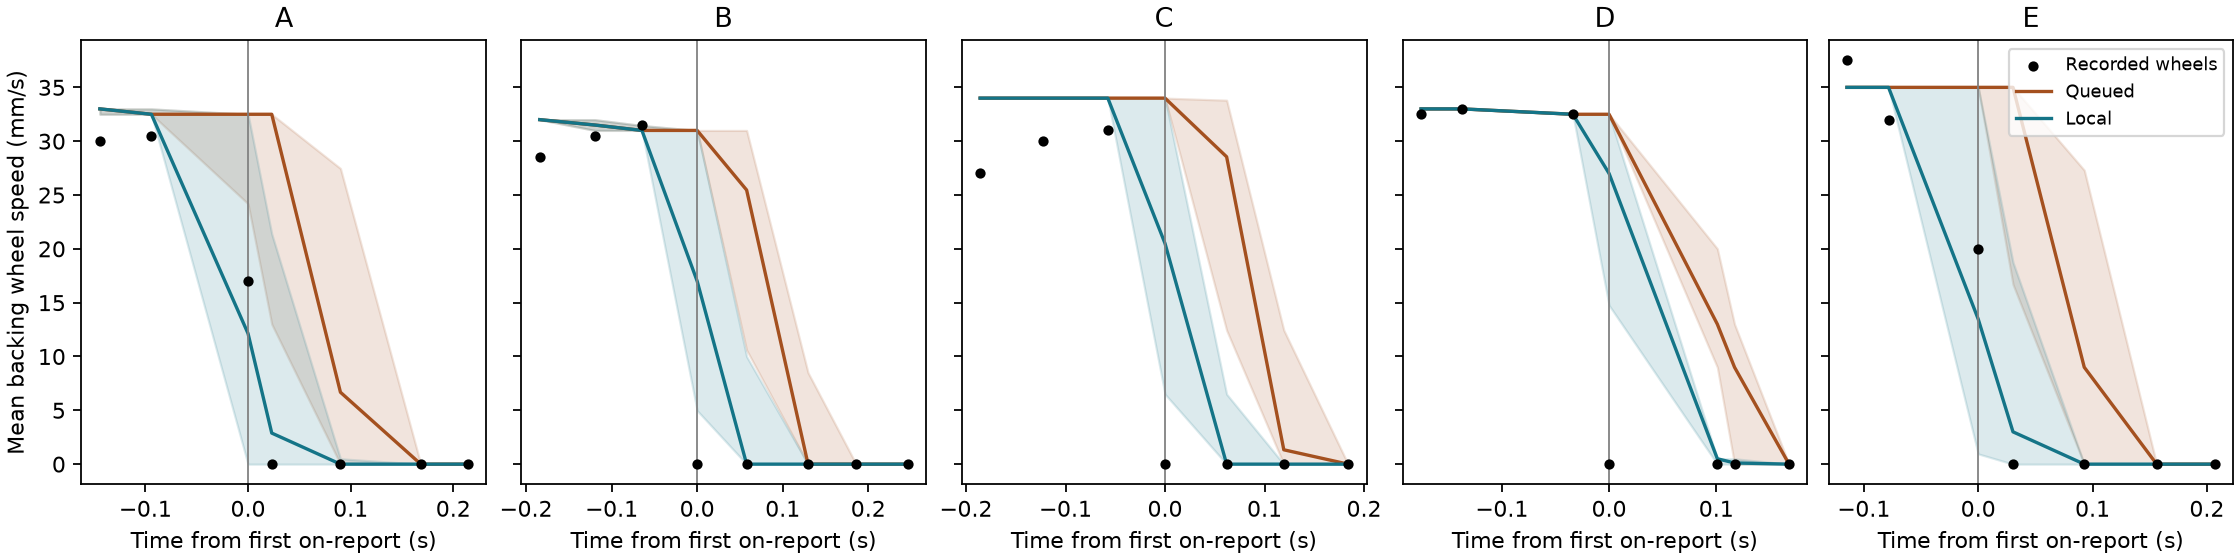 A B C D E
Mean backing wheel speed (mm/s)
35
30
25
20
15
10
5
0
Recorded wheels
Queued
Local
−0.1 0.0 0.1 0.2
−0.2 −0.1 0.0 0.1 0.2
−0.2 −0.1 0.0 0.1 0.2
−0.1 0.0 0.1
−0.1 0.0 0.1 0.2
Time from first on-report (s)
Time from first on-report (s)
Time from first on-report (s)
Time from first on-report (s)
Time from first on-report (s)